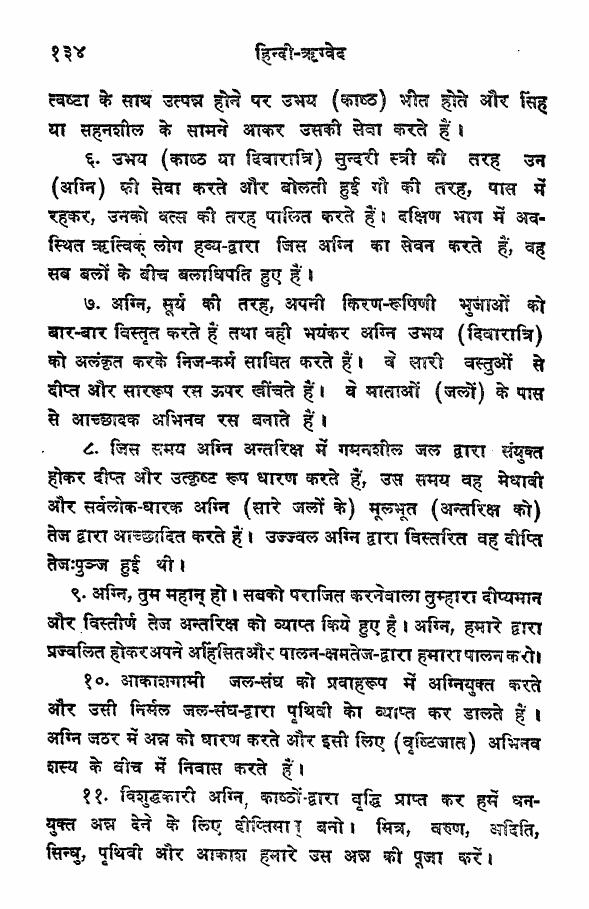 १३४ हिन्दी-ऋग्वेद
त्वष्टा के साथ उत्पन्न होने पर उभय (काष्ठ) भीत होते और सिंह
या सहनशील के सामने आकर उसकी सेवा करते हैं।
६. उभय (काष्ठ या दिवारात्रि) सुन्दरी स्त्री की तरह उन
(अग्नि) की सेवा करते और बोलती हुई गौ की तरह, पास में
रहकर, उनको वत्स की तरह पालित करते हैं। दक्षिण भाग में अव-
स्थित ऋत्विक् लोग हव्य-द्वारा जिस अग्नि का सेवन करते हैं, वह
सब बलों के बीच बलाधिपति हुए हैं।
७. अग्नि, सूर्य की तरह, अपनी किरण-रूपिणी भुजाओं को
बार-बार विस्तृत करते हैं तथा वही भयंकर अग्नि उभय (दिवारात्रि)
को अलंकृत करके निज-कर्म साधित करते हैं। वे सारी वस्तुओं से
दीप्त और साररूप रस ऊपर खींचते हैं। वे माताओं (जलों) के पास
से आच्छादक अभिनव रस बनाते हैं।
८. जिस समय अग्नि अन्तरिक्ष में गमनशील जल द्वारा संयुक्त
होकर दीप्त और उत्कृष्ट रूप धारण करते हैं, उस समय वह मेधावी
और सर्वलोक-धारक अग्नि (सारे जलों के) मूलभूत (अन्तरिक्ष को)
तेज द्वारा आच्छादित करते हैं। उज्ज्वल अग्नि द्वारा विस्तरित वह दीप्ति
तेजःपुञ्ज हुई थी।
९. अग्नि, तुम महान् हो। सबको पराजित करनेवाला तुम्हारा दीप्यमान
और विस्तीर्ण तेज अन्तरिक्ष को व्याप्त किये हुए है। अग्नि, हमारे द्वारा
प्रज्वलित होकर अपने अहिंसित और पालन-क्षमतेज-द्वारा हमारा पालन करो।
१०. आकाशगामी जल-संघ को प्रवाहरूप में अग्नियुक्त करते
और उसी निर्मल जल-संघ-द्वारा पृथिवी को व्याप्त कर डालते हैं।
अग्नि जठर में अन्न को धारण करते और इसी लिए (वृष्टिजात) अभिनव
शस्य के बीच में निवास करते हैं।
११. विशुद्धकारी अग्नि, काष्ठों-द्वारा वृद्धि प्राप्त कर हमें धन-
युक्त अन्न देने के लिए बनो। मित्र, वरुण, अदिति,
सिन्धु, पृथिवी और आकाश हमारे उस अन्न की पूजा करें।